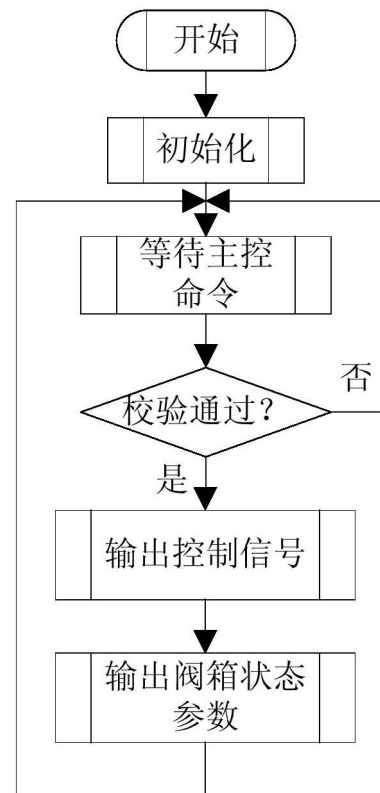 开始
初始化
等待主控
命令
校验通过？
否
是
输出控制信号
输出阀箱状态
参数